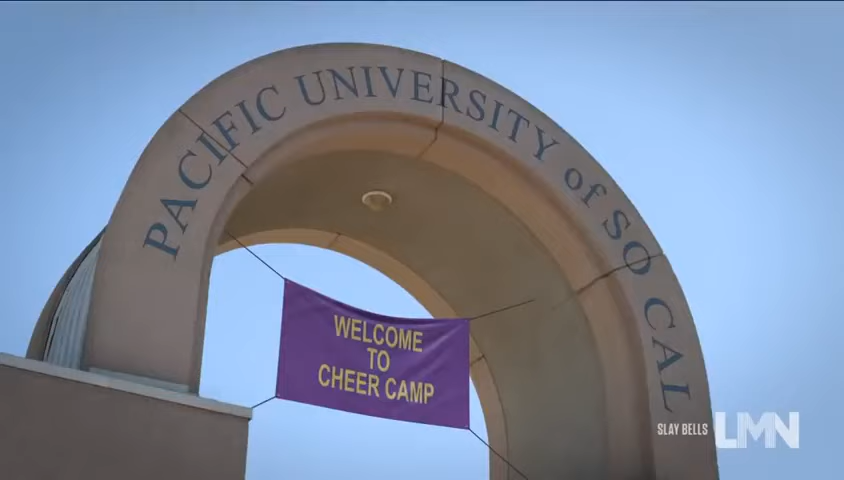 PACIFIC UNIVERSITY of SO CAL
WELCOME
TO
CHEER CAMP
SLAY BELLS LMN